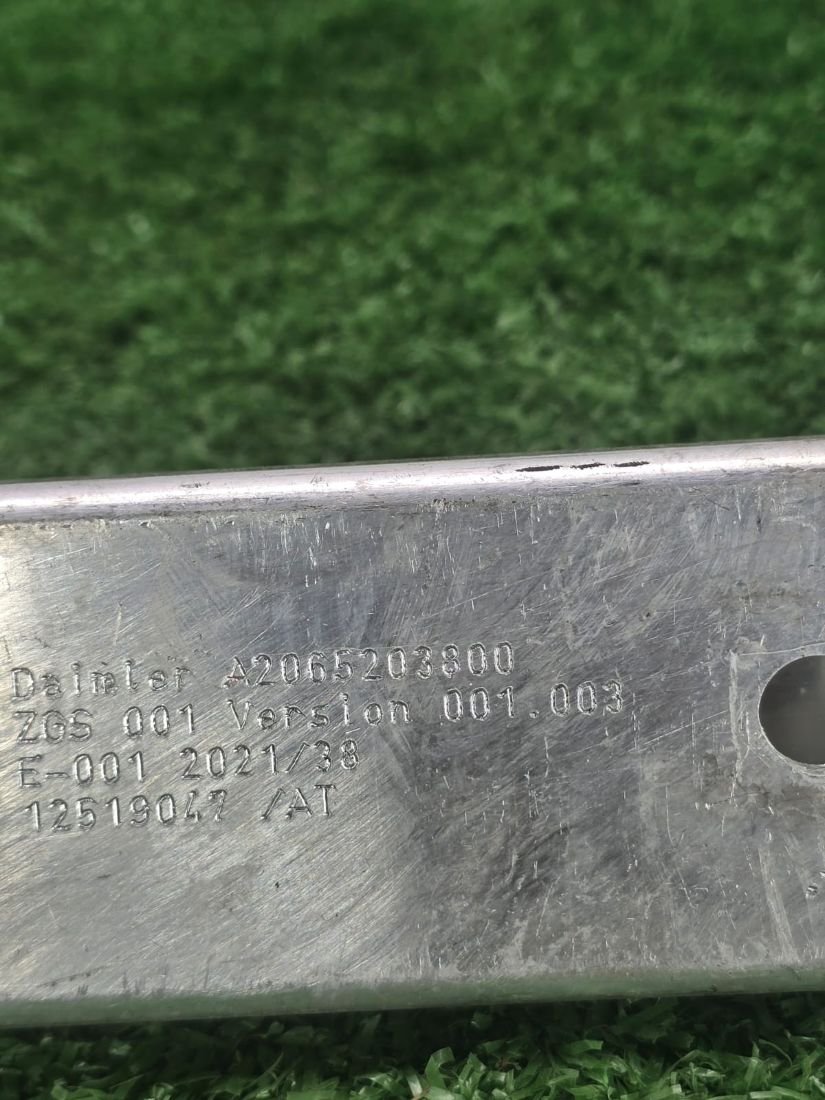 Daimler A2065203800
ZGS 001 Version 001.003
E-001 2021/38
12519047 /AT